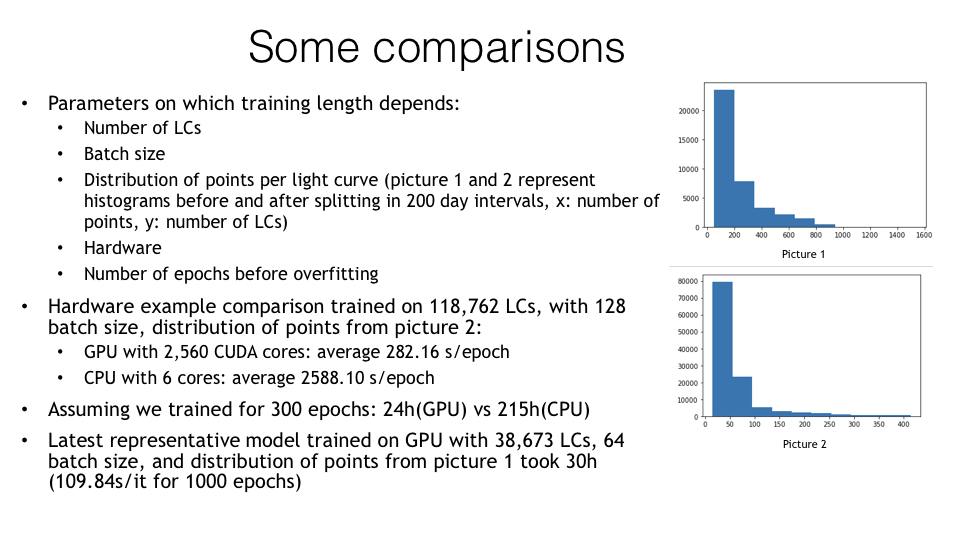 Some comparisons
• Parameters on which training length depends:
• Number of LCs
• Batch size
• Distribution of points per light curve (picture 1 and 2 represent
histograms before and after splitting in 200 day intervals, x: number of
points, y: number of LCs)
• Hardware
• Number of epochs before overfitting
• Hardware example comparison trained on 118,762 LCs, with 128
batch size, distribution of points from picture 2:
• GPU with 2,560 CUDA cores: average 282.16 s/epoch
• CPU with 6 cores: average 2588.10 s/epoch
• Assuming we trained for 300 epochs: 24h(GPU) vs 215h(CPU)
• Latest representative model trained on GPU with 38,673 LCs, 64
batch size, and distribution of points from picture 1 took 30h
(109.84s/it for 1000 epochs)
20000
15000
10000
5000
0
0 200 400 600 800 1000 1200 1400 1600
Picture 1
80000
70000
60000
50000
40000
30000
20000
10000
0
0 50 100 150 200 250 300 350 400
Picture 2